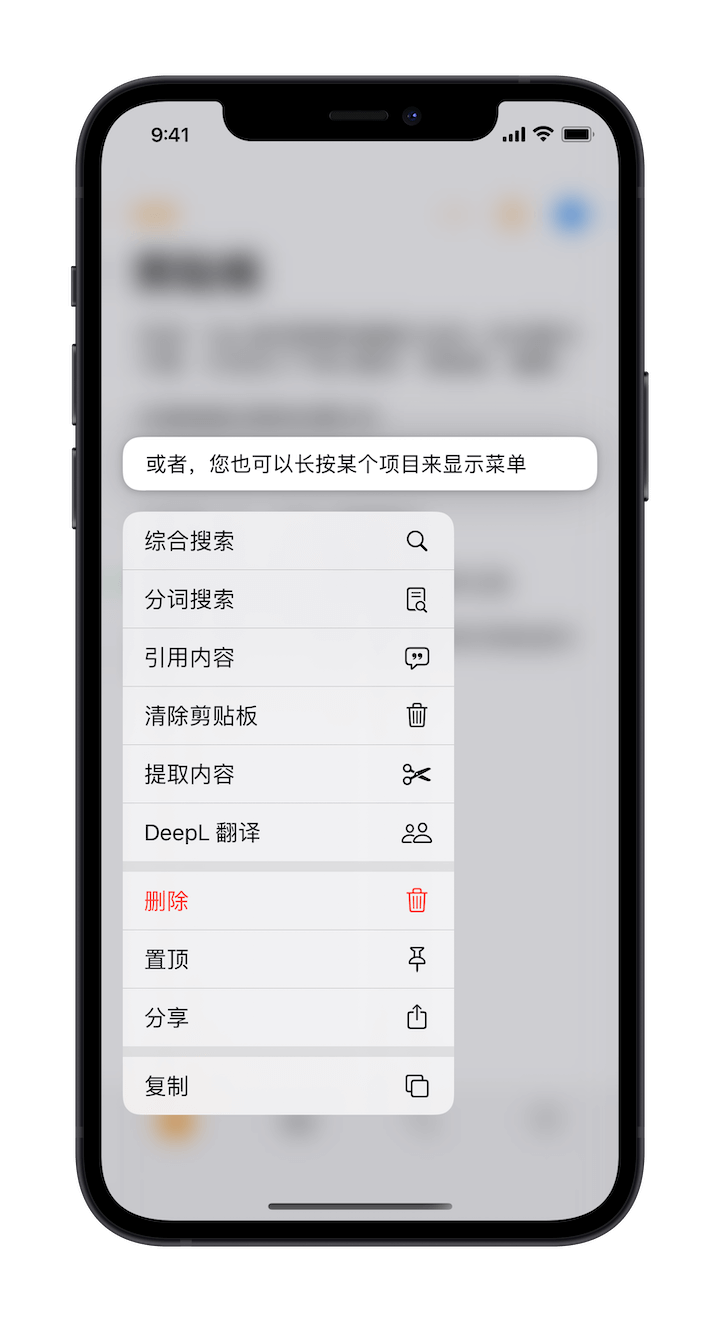 9:41
或者，您也可以长按某个项目来显示菜单
综合搜索
分词搜索
引用内容
清除剪贴板
提取内容
DeepL 翻译
删除
置顶
分享
复制